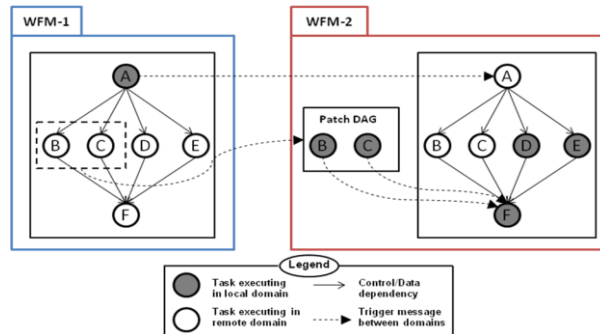 WFM-1
WFM-2
A
B
C
D
E
F
Patch DAG
B
C
A
B
C
D
E
F
Legend
Task executing
in local domain
Control/Data
dependency
Task executing in
remote domain
Trigger message
between domains